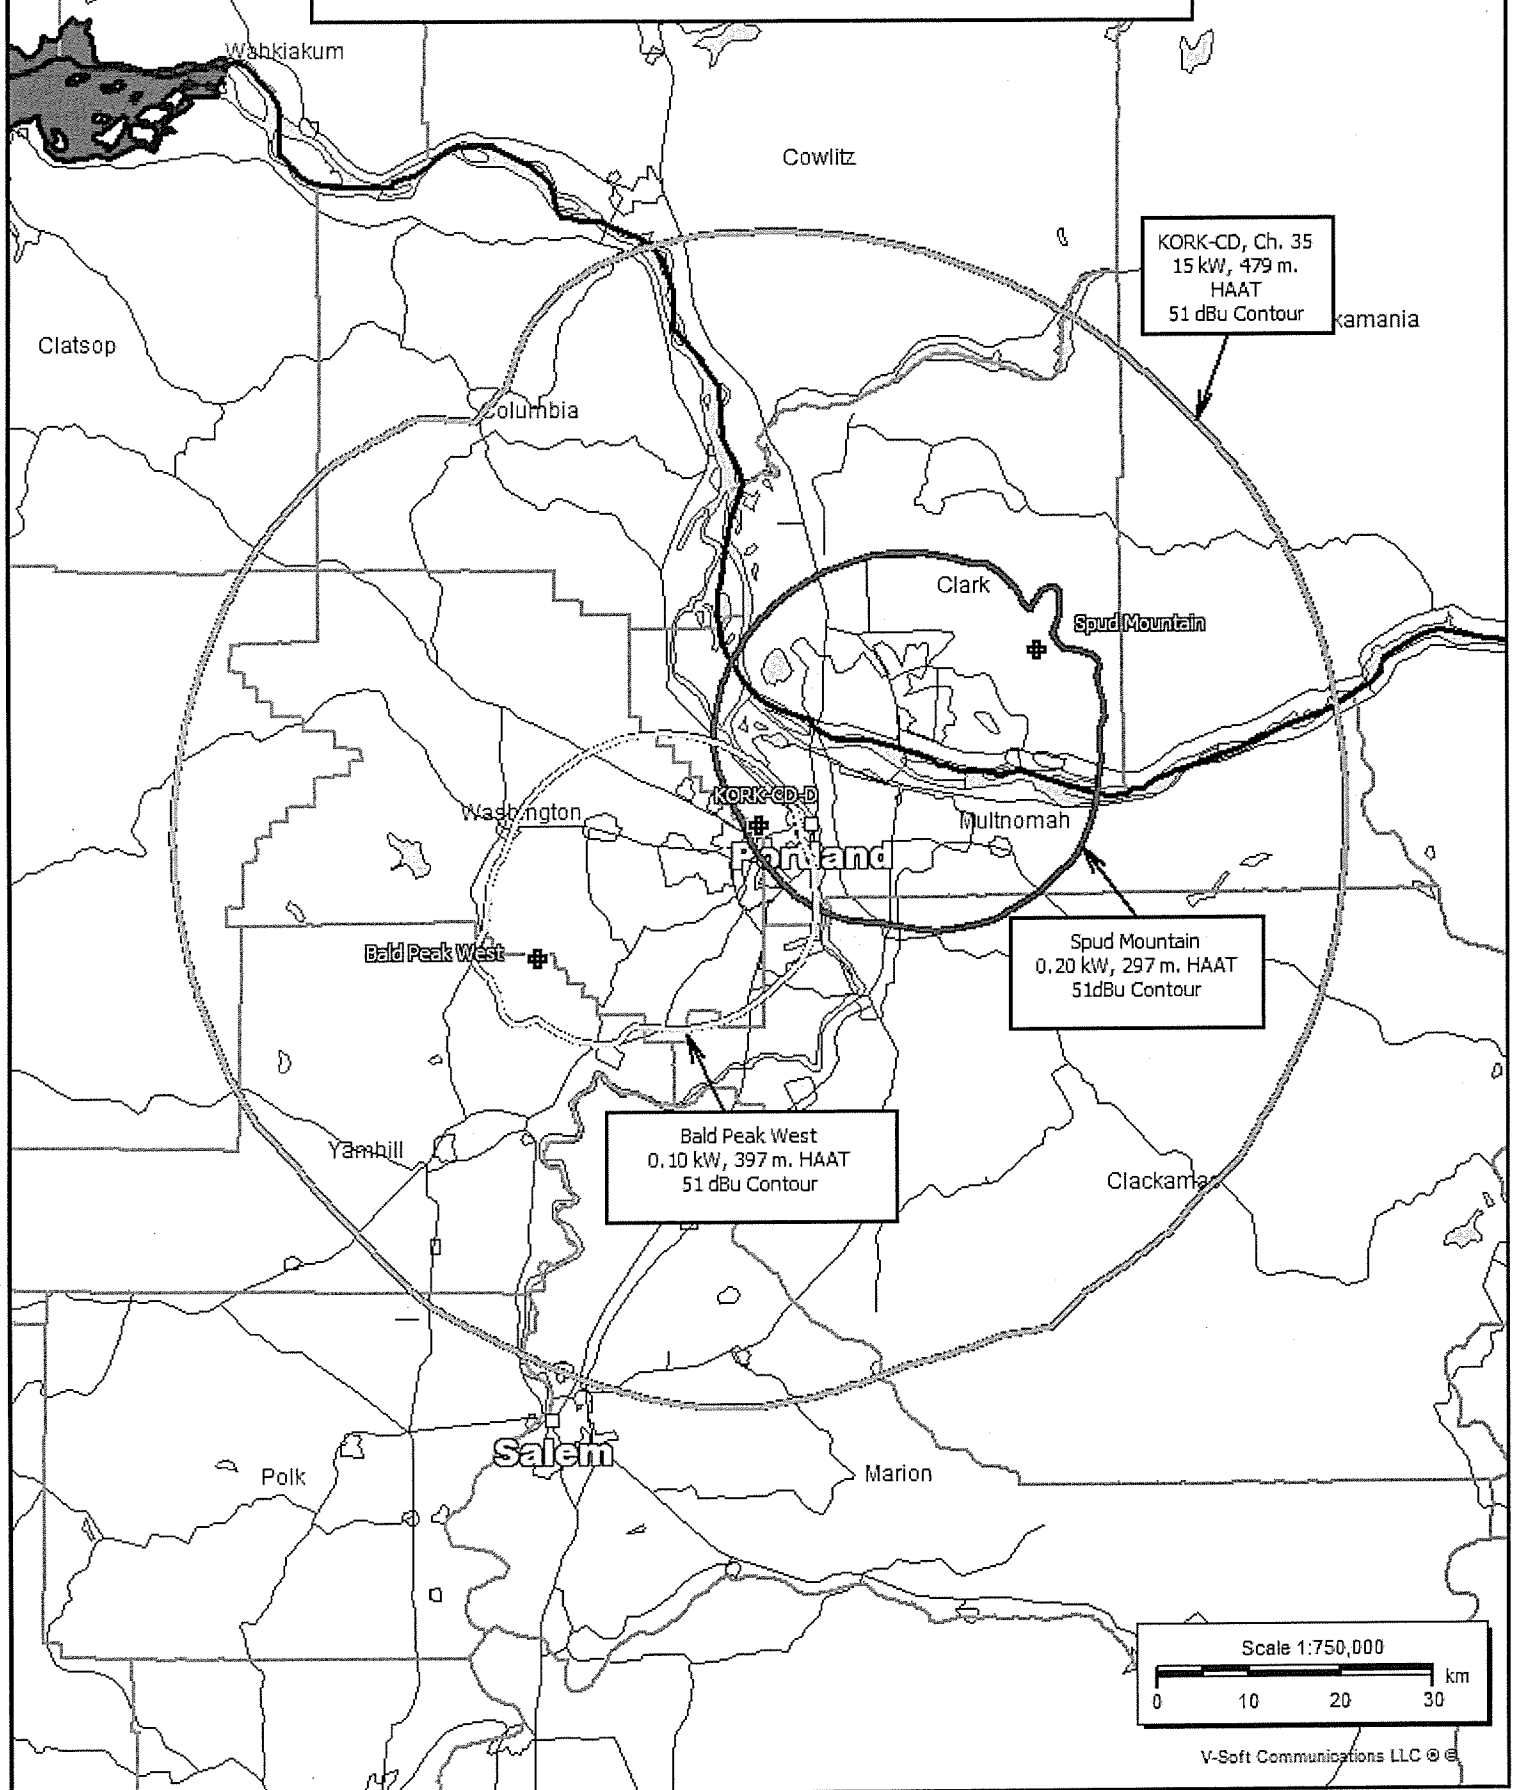 Wahkiakum
Cowlitz
KORK-CD, Ch. 35
15 kW, 479 m.
HAAT
51 dBu Contour
kamania
Clatsop
Columbia
Clark
Spud Mountain
KORK-CD-D
Washington
Multnomah
Portland
Bald Peak West
Spud Mountain
0.20 kW, 297 m. HAAT
51dBu Contour
Bald Peak West
0.10 kW, 397 m. HAAT
51 dBu Contour
Yamhill
Clackamas
Salem
Polk
Marion
Scale 1:750,000
km
0 10 20 30
V-Soft Communications LLC ® ©